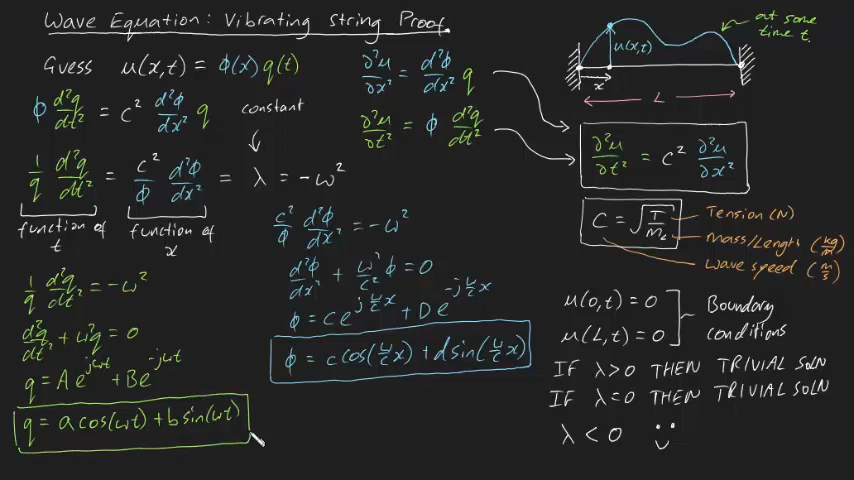 Wave Equation: Vibrating String Proof
Guess u(x,t) = ϕ(x)q(t)
ϕ d²q/dt² = c² d²ϕ/dx² q
constant
1/q d²q/dt² = c²/ϕ d²ϕ/dx² = λ = -ω²
function of t
function of x
1/q d²q/dt² = -ω²
d²q/dt² + ω²q = 0
q = Ae^{jωt} + Be^{-jωt}
q = a cos(ωt) + b sin(ωt)
c²/ϕ d²ϕ/dx² = -ω²
d²ϕ/dx² + ω²/c² ϕ = 0
ϕ = Ce^{j ω/c x} + De^{-j ω/c x}
ϕ = c cos(ω/c x) + d sin(ω/c x)
∂²u/∂x² = d²ϕ/dx² q
∂²u/∂t² = ϕ d²q/dt²
at some time t.
u(x,t)
x
L
∂²u/∂t² = c² ∂²u/∂x²
C = √(T/m_L)
Tension (N)
Mass/Length (kg/m)
Wave speed (m/s)
u(0,t) = 0
u(L,t) = 0
Boundary conditions
IF λ > 0 THEN TRIVIAL SOLN
IF λ = 0 THEN TRIVIAL SOLN
λ < 0